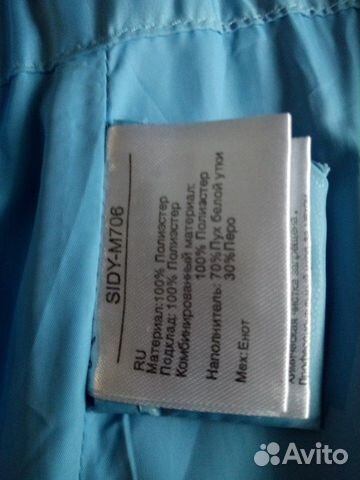 SIDY-M706
RU
Материал:100% Полиэстер
Подклад: 100% Полиэстер
Комбинированный материал:
100% Полиэстер
Наполнитель: 70%Пух белой утки
30%Перо
Мех:Енот
Avito